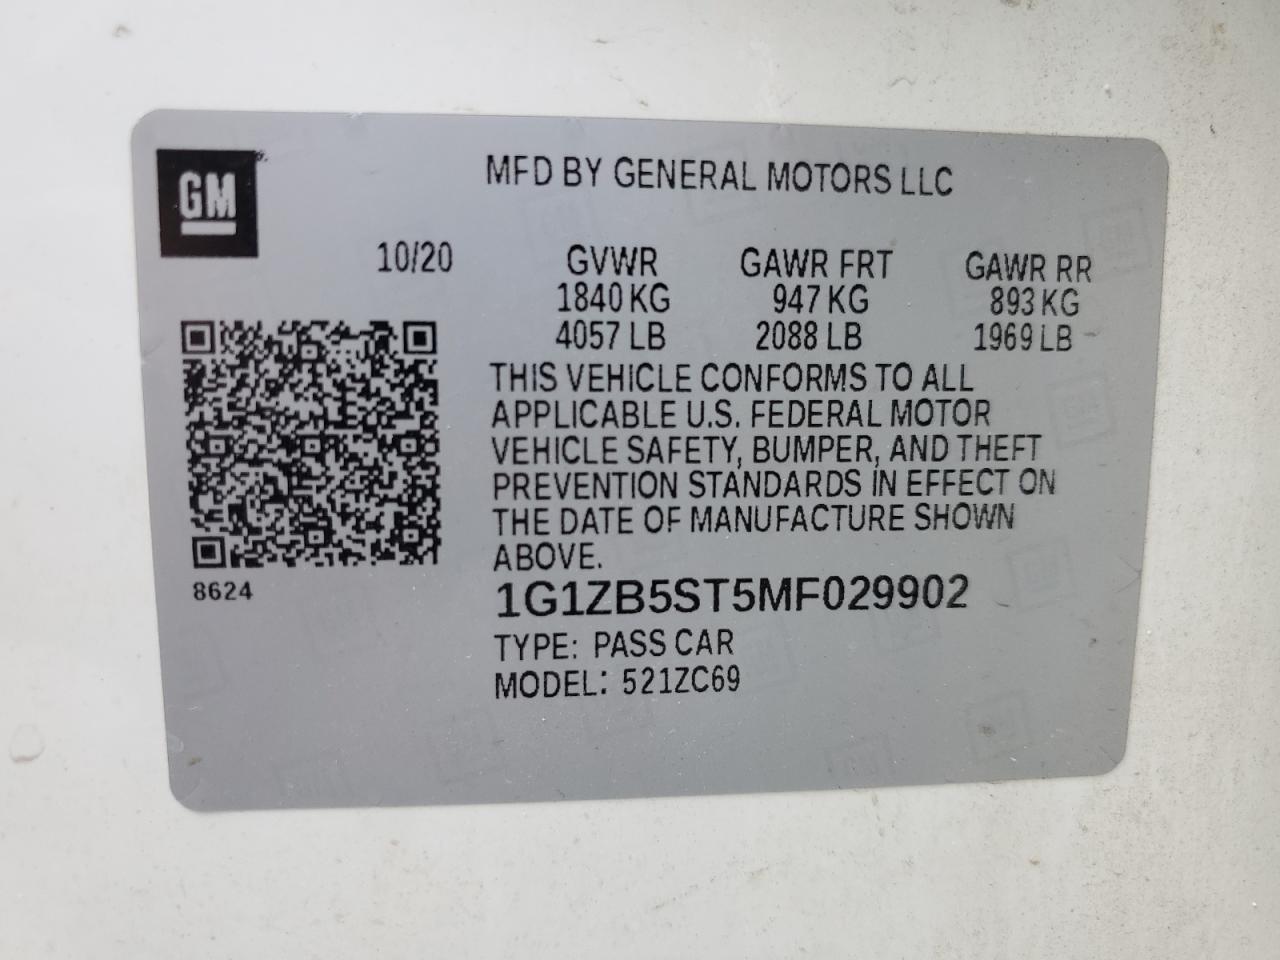 GM
MFD BY GENERAL MOTORS LLC
10/20 GVWR GAWR FRT GAWR RR
1840 KG 947 KG 893 KG
4057 LB 2088 LB 1969 LB
THIS VEHICLE CONFORMS TO ALL
APPLICABLE U.S. FEDERAL MOTOR
VEHICLE SAFETY, BUMPER, AND THEFT
PREVENTION STANDARDS IN EFFECT ON
THE DATE OF MANUFACTURE SHOWN
ABOVE.
8624
1G1ZB5ST5MF029902
TYPE: PASS CAR
MODEL: 521ZC69